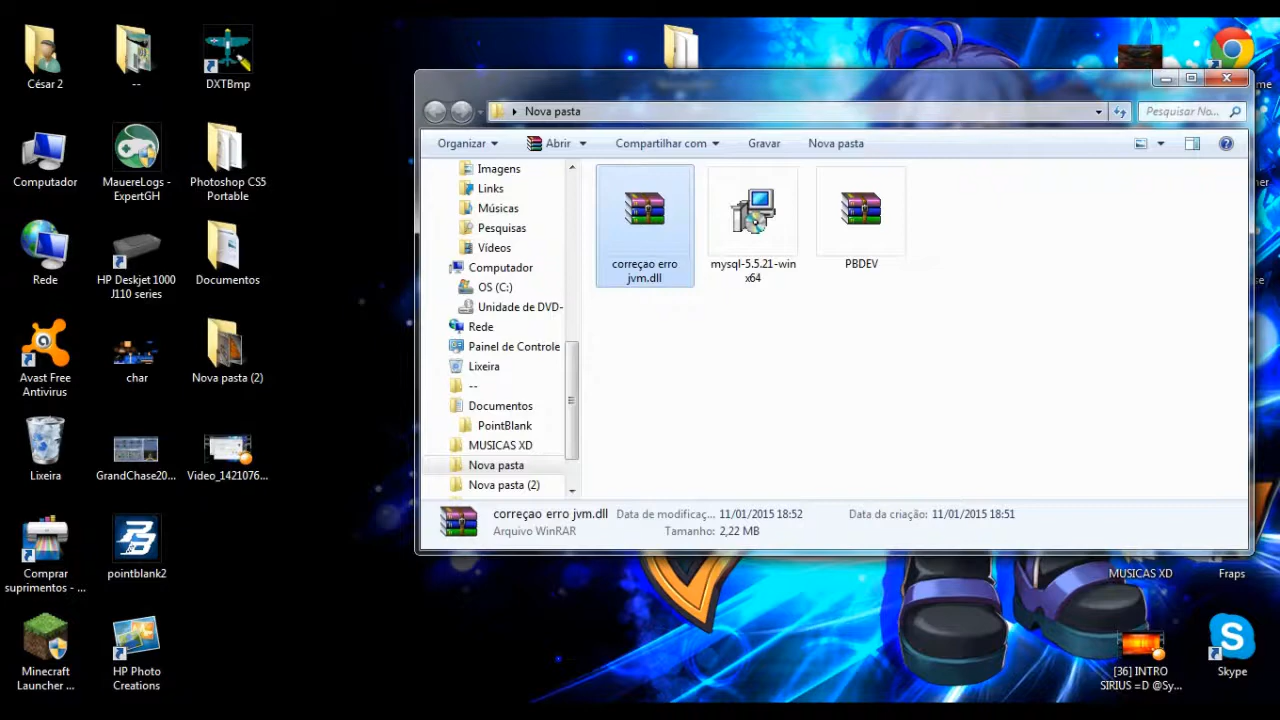 César 2
--
DXTBmp
Computador
MauereLogs -
ExpertGH
Photoshop CS5
Portable
Rede
HP Deskjet 1000
J110 series
Documentos
Avast Free
Antivirus
char
Nova pasta (2)
Lixeira
GrandChase20...
Video_1421076...
Comprar
suprimentos - ...
pointblank2
Minecraft
Launcher ...
HP Photo
Creations
Nova pasta
Pesquisar No...
Organizar
Abrir
Compartilhar com
Gravar
Nova pasta
Imagens
Links
Músicas
Pesquisas
Vídeos
Computador
OS (C:)
Unidade de DVD-
Rede
Painel de Controle
Lixeira
--
Documentos
PointBlank
MUSICAS XD
Nova pasta
Nova pasta (2)
correçao erro
jvm.dll
mysql-5.5.21-win
x64
PBDEV
correçao erro jvm.dll Data de modificaç... 11/01/2015 18:52 Data da criação: 11/01/2015 18:51
Arquivo WinRAR Tamanho: 2,22 MB
MUSICAS XD
Fraps
[36] INTRO
SIRIUS =D @Sy...
Skype